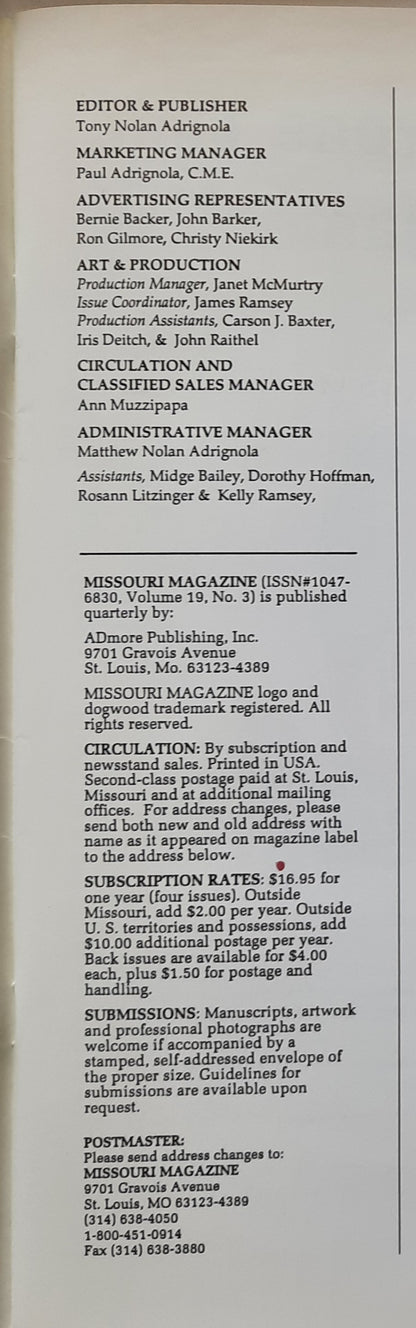 EDITOR & PUBLISHER
Tony Nolan Adrignola
MARKETING MANAGER
Paul Adrignola, C.M.E.
ADVERTISING REPRESENTATIVES
Bernie Backer, John Barker,
Ron Gilmore, Christy Niekirk
ART & PRODUCTION
Production Manager, Janet McMurtry
Issue Coordinator, James Ramsey
Production Assistants, Carson J. Baxter,
Iris Deitch, & John Raithel
CIRCULATION AND
CLASSIFIED SALES MANAGER
Ann Muzzipapa
ADMINISTRATIVE MANAGER
Matthew Nolan Adrignola
Assistants, Midge Bailey, Dorothy Hoffman,
Rosann Litzinger & Kelly Ramsey,
MISSOURI MAGAZINE (ISSN#1047-
6830, Volume 19, No. 3) is published
quarterly by:
ADmore Publishing, Inc.
9701 Gravois Avenue
St. Louis, Mo. 63123-4389
MISSOURI MAGAZINE logo and
dogwood trademark registered. All
rights reserved.
CIRCULATION: By subscription and
newsstand sales. Printed in USA.
Second-class postage paid at St. Louis,
Missouri and at additional mailing
offices. For address changes, please
send both new and old address with
name as it appeared on magazine label
to the address below.
SUBSCRIPTION RATES: $16.95 for
one year (four issues). Outside
Missouri, add $2.00 per year. Outside
U. S. territories and possessions, add
$10.00 additional postage per year.
Back issues are available for $4.00
each, plus $1.50 for postage and
handling.
SUBMISSIONS: Manuscripts, artwork
and professional photographs are
welcome if accompanied by a
stamped, self-addressed envelope of
the proper size. Guidelines for
submissions are available upon
request.
POSTMASTER:
Please send address changes to:
MISSOURI MAGAZINE
9701 Gravois Avenue
St. Louis, MO 63123-4389
(314) 638-4050
1-800-451-0914
Fax (314) 638-3880